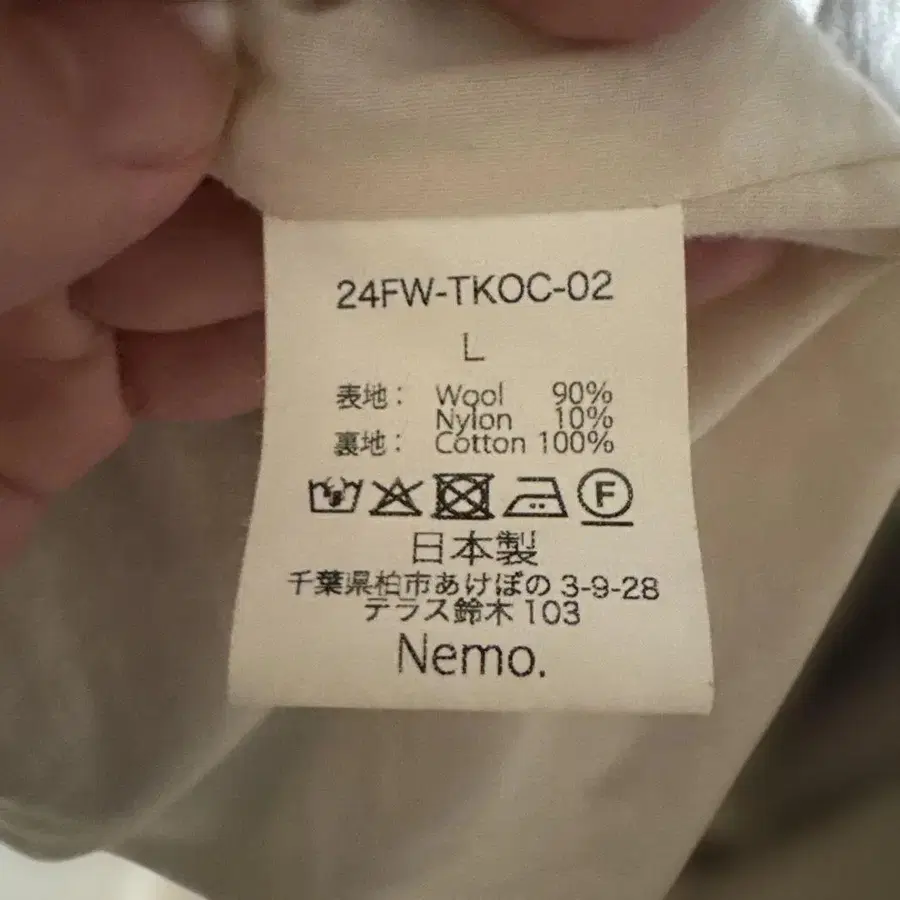 24FW-TKOC-02
L
表地： Wool 90%
Nylon 10%
裏地： Cotton 100%
F
日本製
千葉県柏市あけぼの 3-9-28
テラス鈴木 103
Nemo.